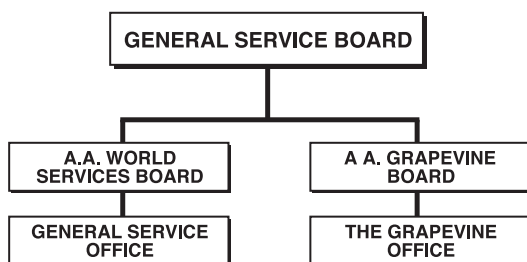 GENERAL SERVICE BOARD
A.A. WORLD
SERVICES BOARD
A A. GRAPEVINE
BOARD
GENERAL SERVICE
OFFICE
THE GRAPEVINE
OFFICE